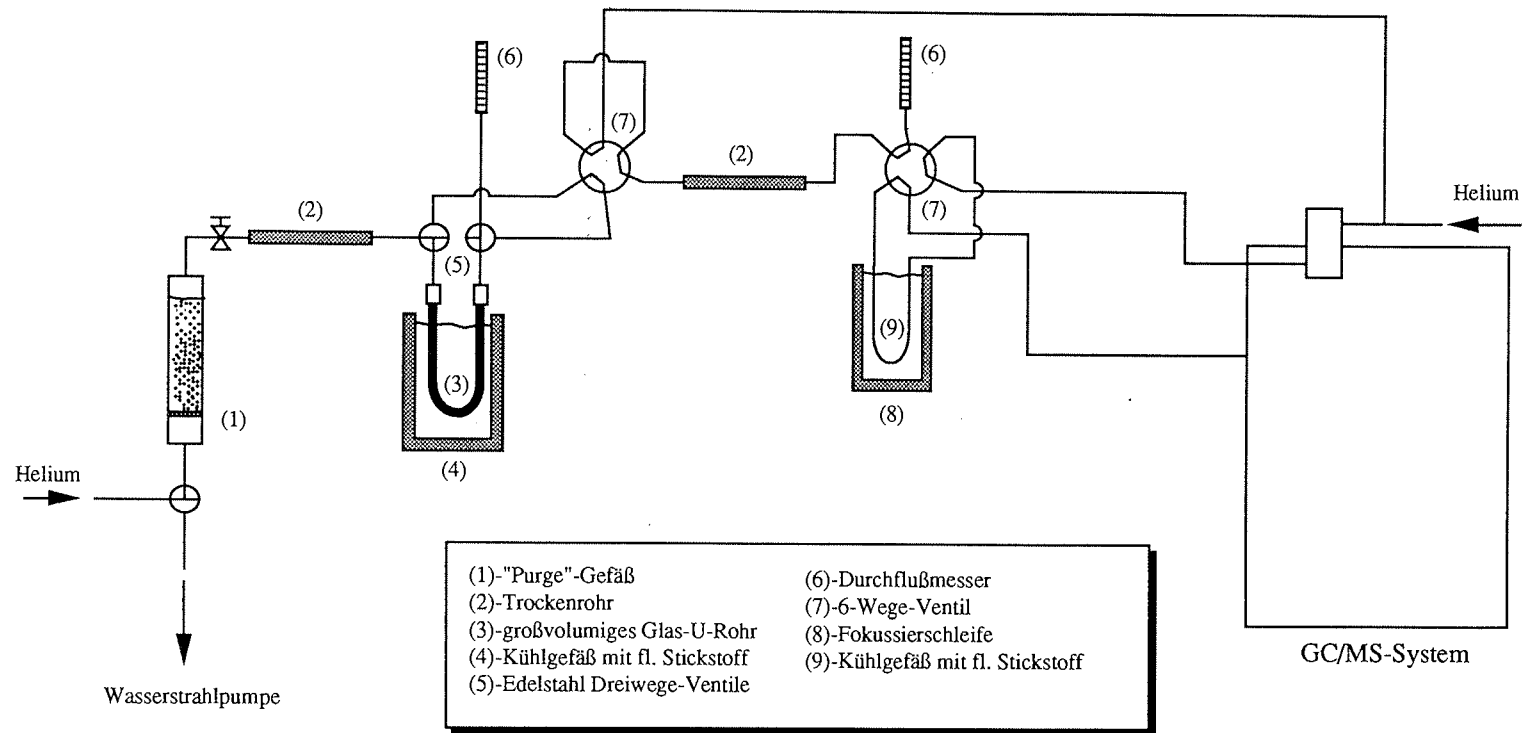 (6)
(6)
(7)
(2)
(7)
Helium
(2)
(5)
(9)
(3)
(1)
(8)
(4)
Helium
(1)-"Purge"-Gefäß
(2)-Trockenrohr
(3)-großvolumiges Glas-U-Rohr
(4)-Kühlgefäß mit fl. Stickstoff
(5)-Edelstahl Dreiwege-Ventile
(6)-Durchflußmesser
(7)-6-Wege-Ventil
(8)-Fokussierschleife
(9)-Kühlgefäß mit fl. Stickstoff
GC/MS-System
Wasserstrahlpumpe